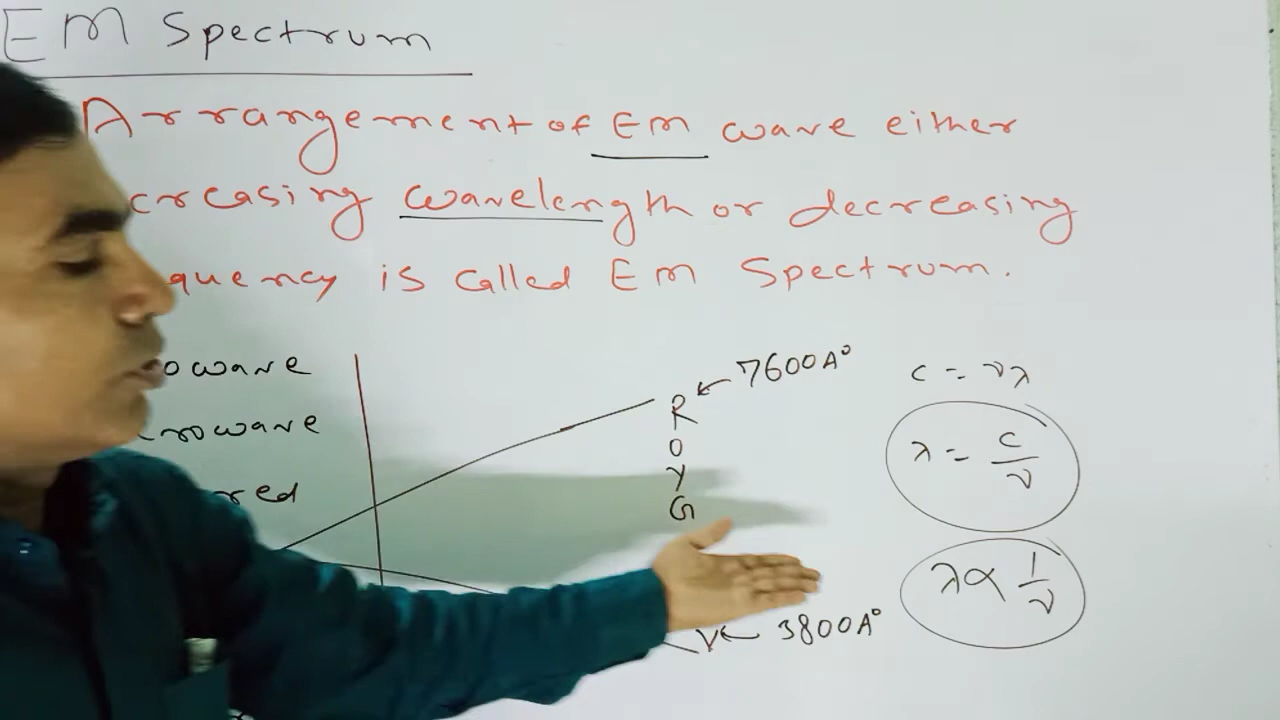 EM Spectrum
Arrangement of EM wave either
creasing wavelength or decreasing
quency is called EM Spectrum.
owave
rowave
red
R ← 7600A°
O
Y
G
V ← 3800A°
c = νλ
λ = c/ν
λ ∝ 1/ν